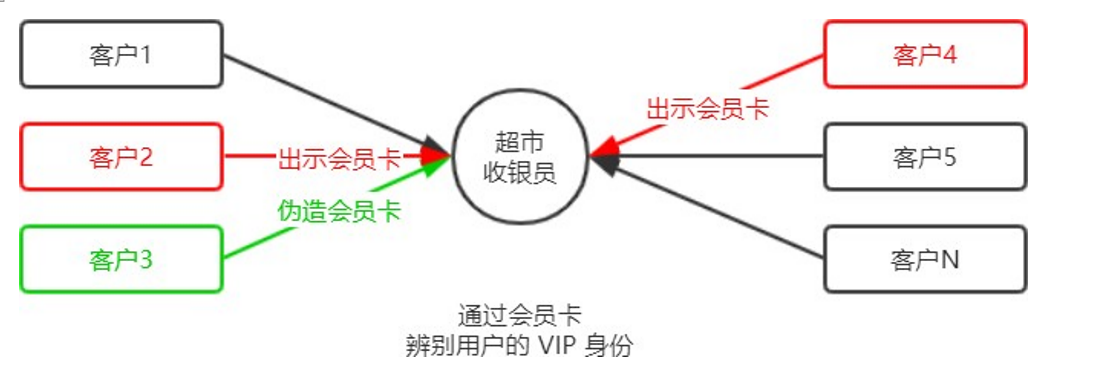 客户1
客户4
出示会员卡
超市
收银员
客户2
出示会员卡
客户5
伪造会员卡
客户3
客户N
通过会员卡
辨别用户的 VIP 身份